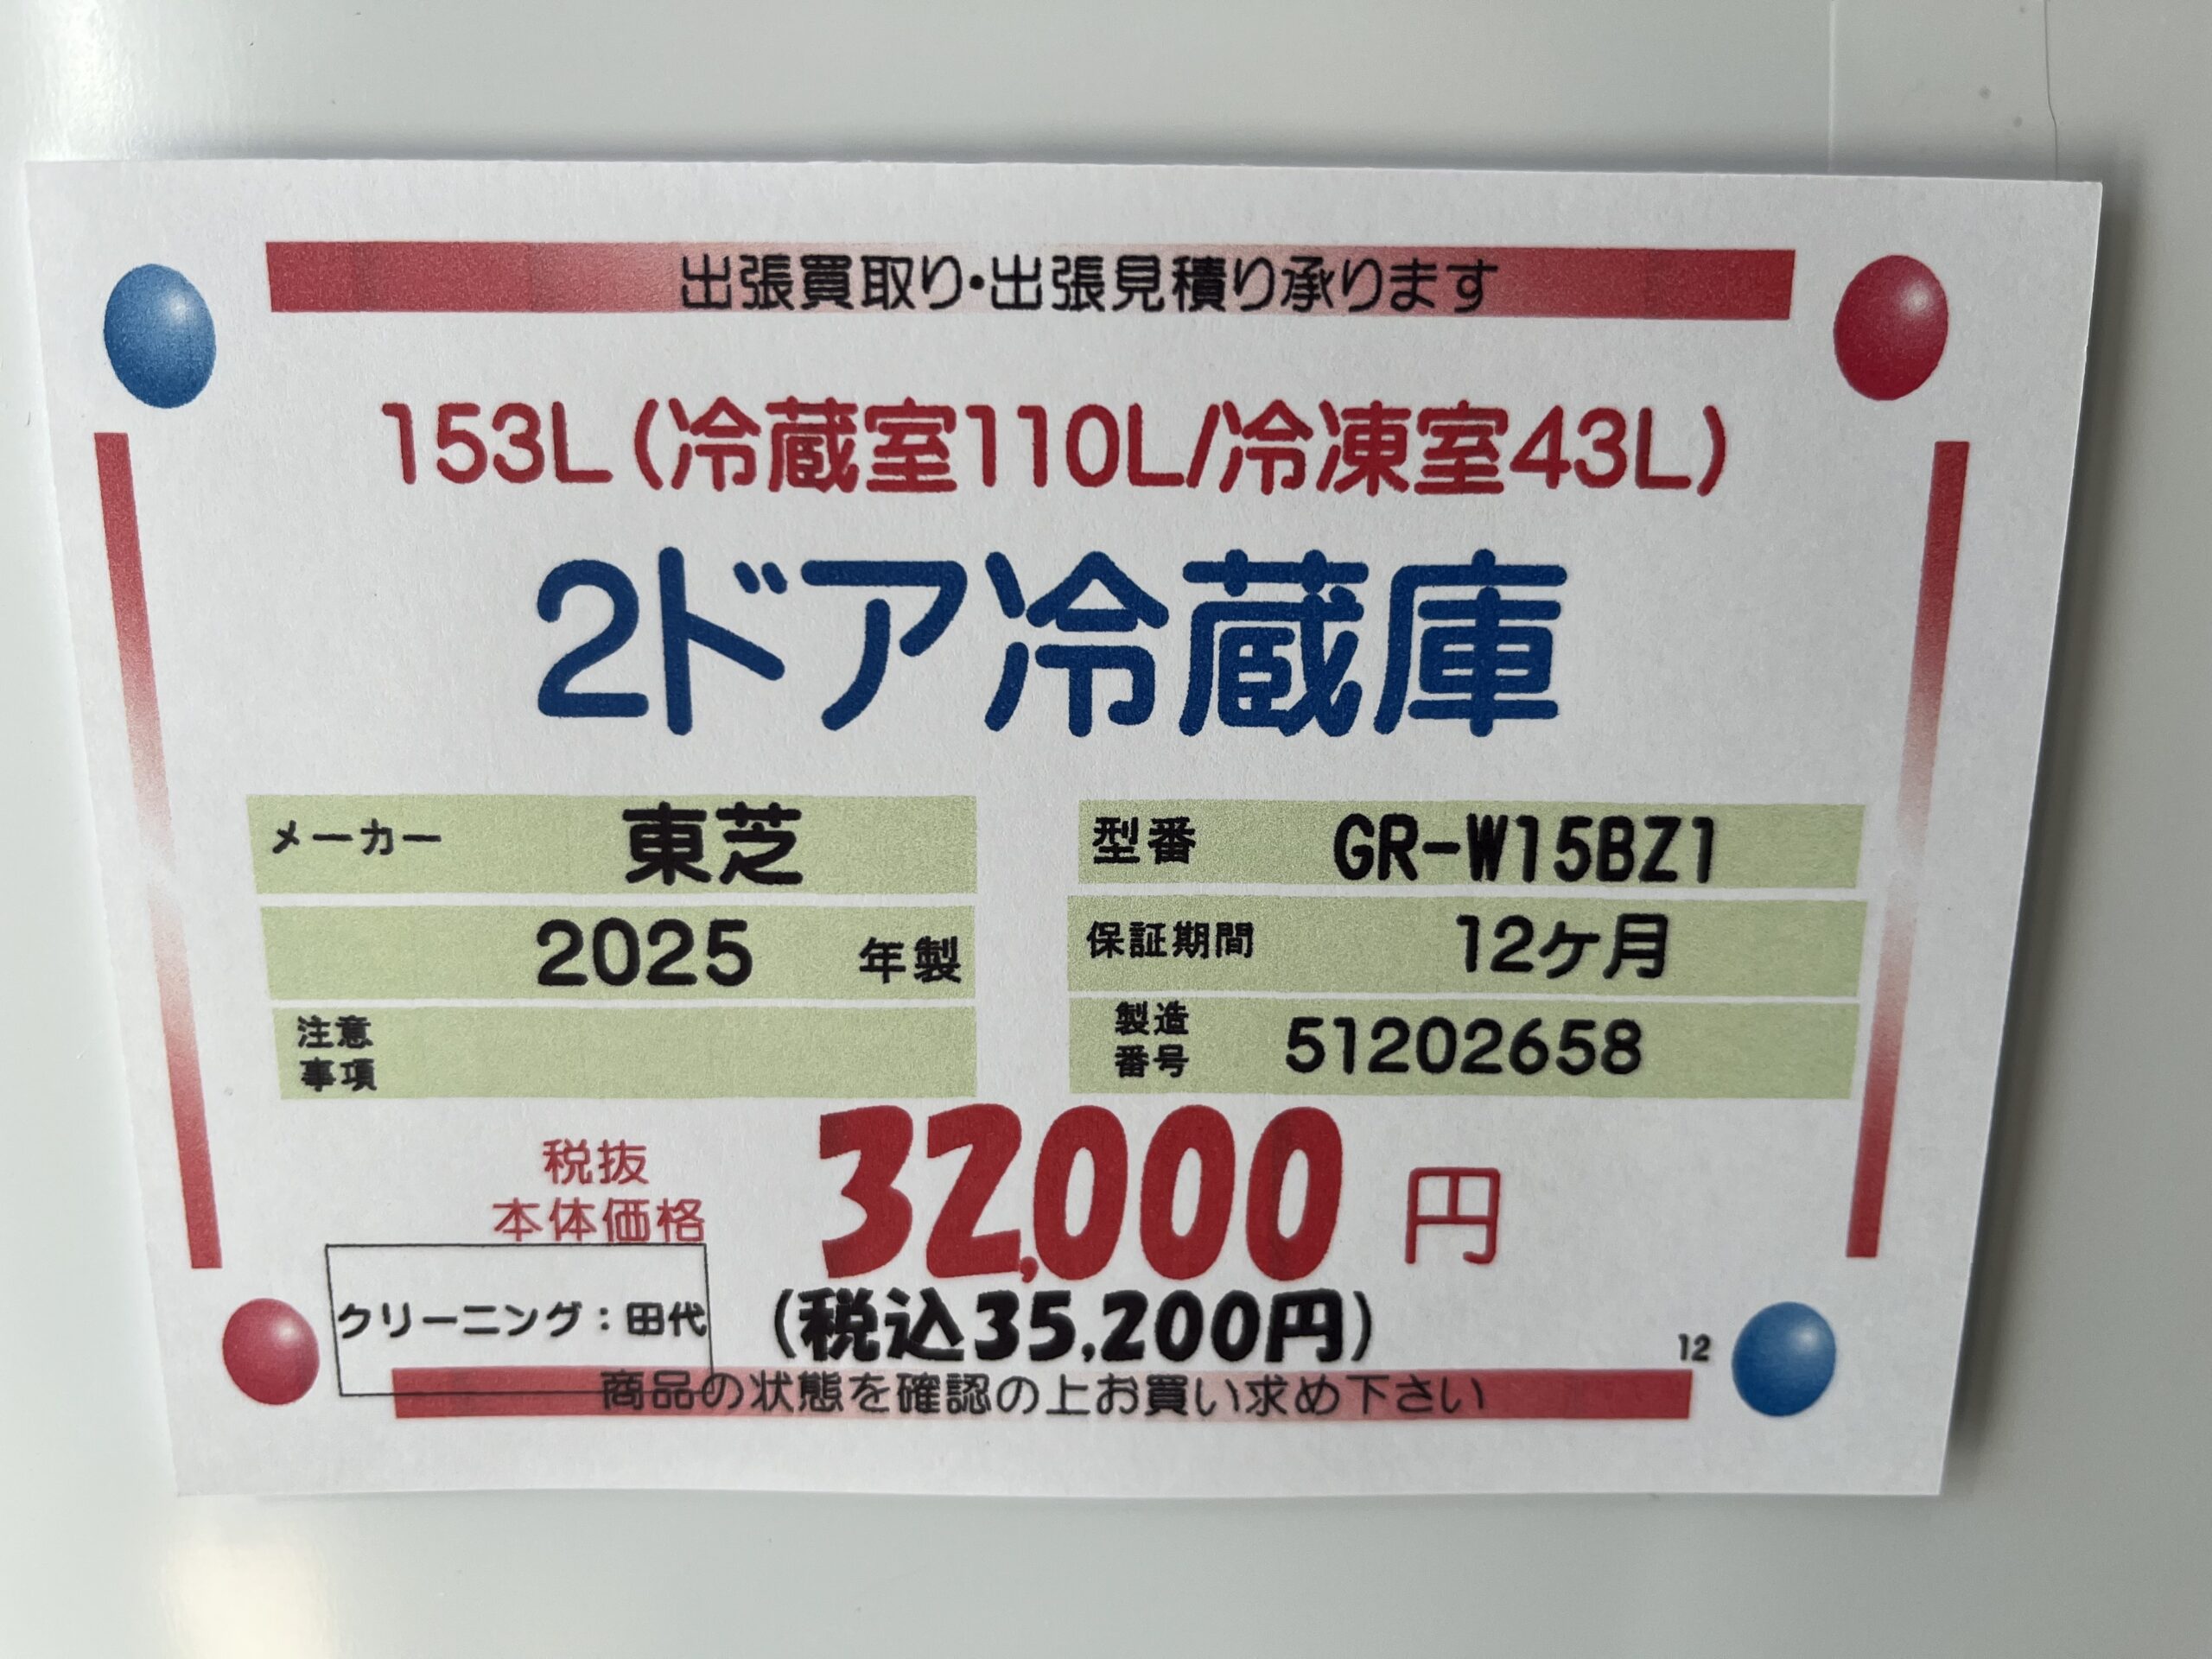 出張買取り・出張見積り承ります
153L（冷蔵室110L/冷凍室43L）
2ドア冷蔵庫
メーカー 東芝
型番 GR-W15BZ1
2025 年製
保証期間 12ケ月
注意
事項
製造
番号 51202658
税抜
本体価格 32,000 円
クリーニング：田代
(税込35,200円)
12
商品の状態を確認の上お買い求め下さい